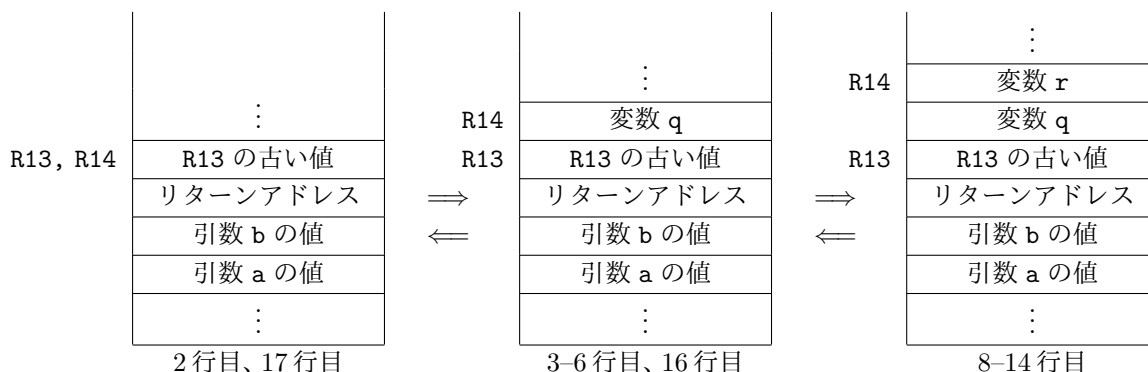 ⋮
R14 変数 r
⋮ 変数 q
⋮ R14 変数 q R13 R13 の古い値
R13, R14 R13 の古い値 R13 R13 の古い値 リターンアドレス
リターンアドレス ⟹ リターンアドレス ⟹ 引数 b の値
引数 b の値 ⟸ 引数 b の値 ⟸ 引数 a の値
引数 a の値 引数 a の値 ⋮
⋮ ⋮
2 行目、17 行目 3–6 行目、16 行目 8–14 行目